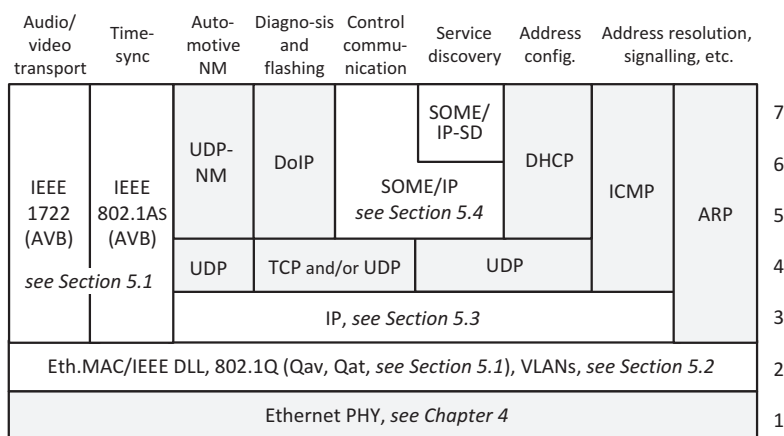 Audio/
video
transport
Time-
sync
Auto-
motive
NM
Diagno-sis
and
flashing
Control
commu-
nication
Service
discovery
Address
config.
Address resolution,
signalling, etc.
IEEE
1722
(AVB)
IEEE
802.1AS
(AVB)
see Section 5.1
UDP-
NM
DoIP
SOME/
IP-SD
SOME/IP
see Section 5.4
DHCP
ICMP
ARP
UDP
TCP and/or UDP
UDP
IP, see Section 5.3
Eth.MAC/IEEE DLL, 802.1Q (Qav, Qat, see Section 5.1), VLANs, see Section 5.2
Ethernet PHY, see Chapter 4
7
6
5
4
3
2
1